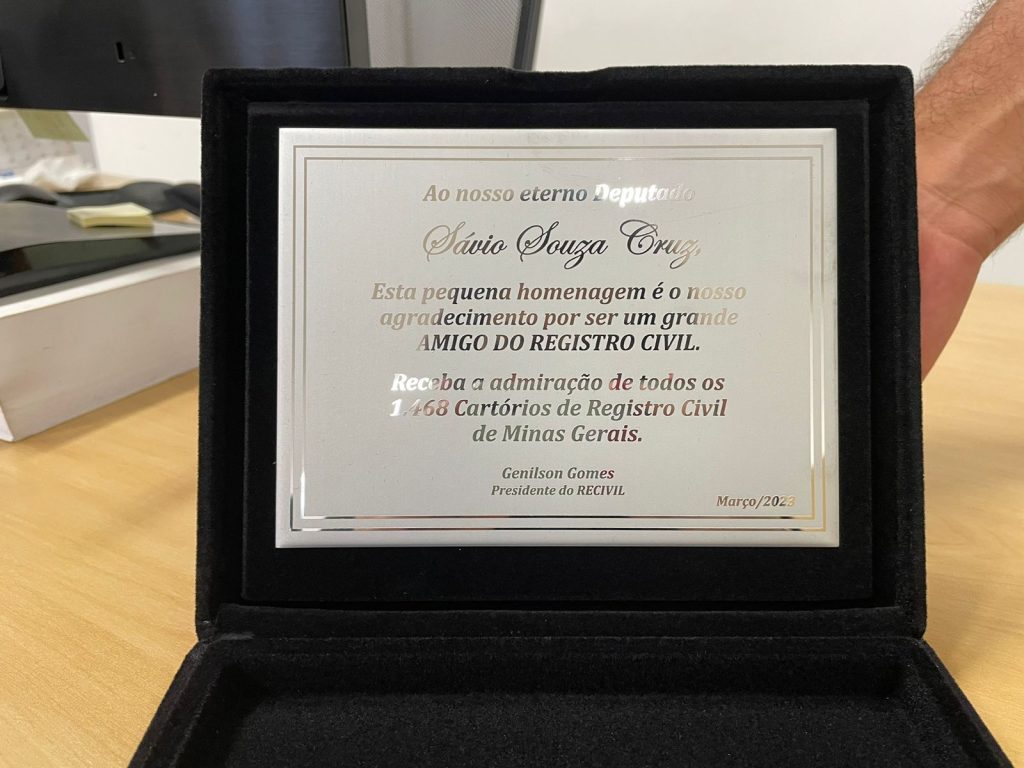 Ao nosso eterno Deputado
Sávio Souza Cruz,
Esta pequena homenagem é o nosso
agradecimento por ser um grande
AMIGO DO REGISTRO CIVIL.
Receba a admiração de todos os
1.468 Cartórios de Registro Civil
de Minas Gerais.
Genilson Gomes
Presidente do RECIVIL
Março/2023